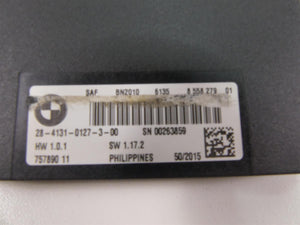 SAF BN2010 6135 8 558 279 01
28-4131-0127-3-00 SN 00263859
HW 1.0.1 SW 1.17.2
757890 11 PHILIPPINES 50/2015